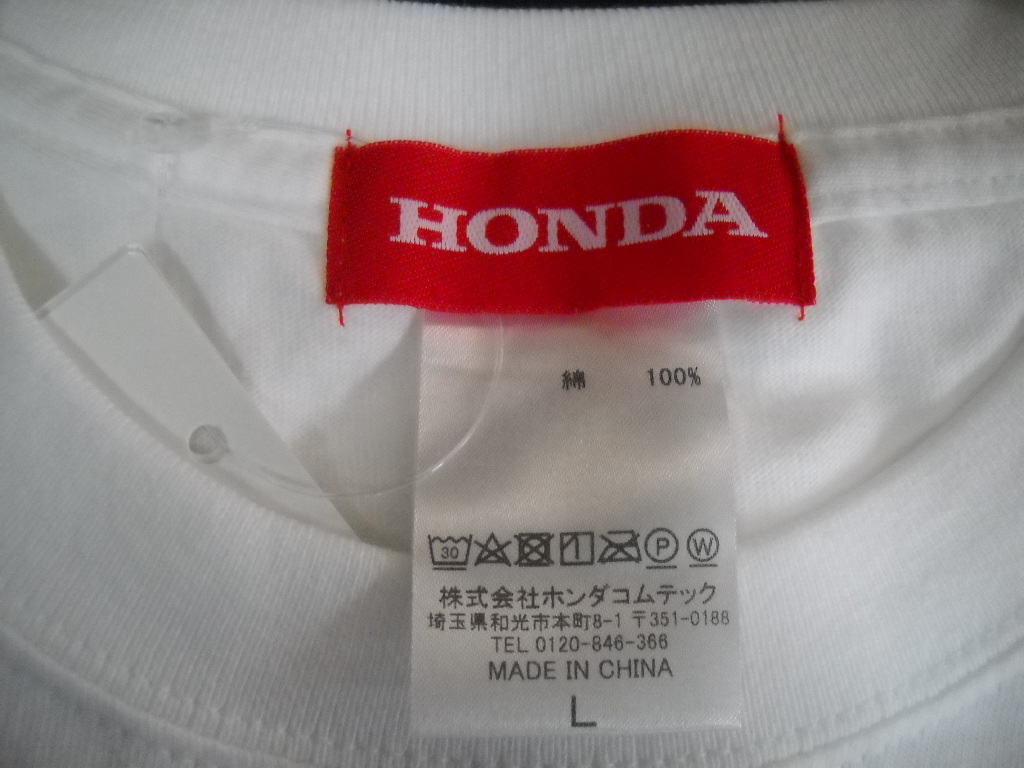 HONDA
綿 100%
30 P W
株式会社ホンダコムテック
埼玉県和光市本町8-1 〒351-0188
TEL 0120-846-366
MADE IN CHINA
L